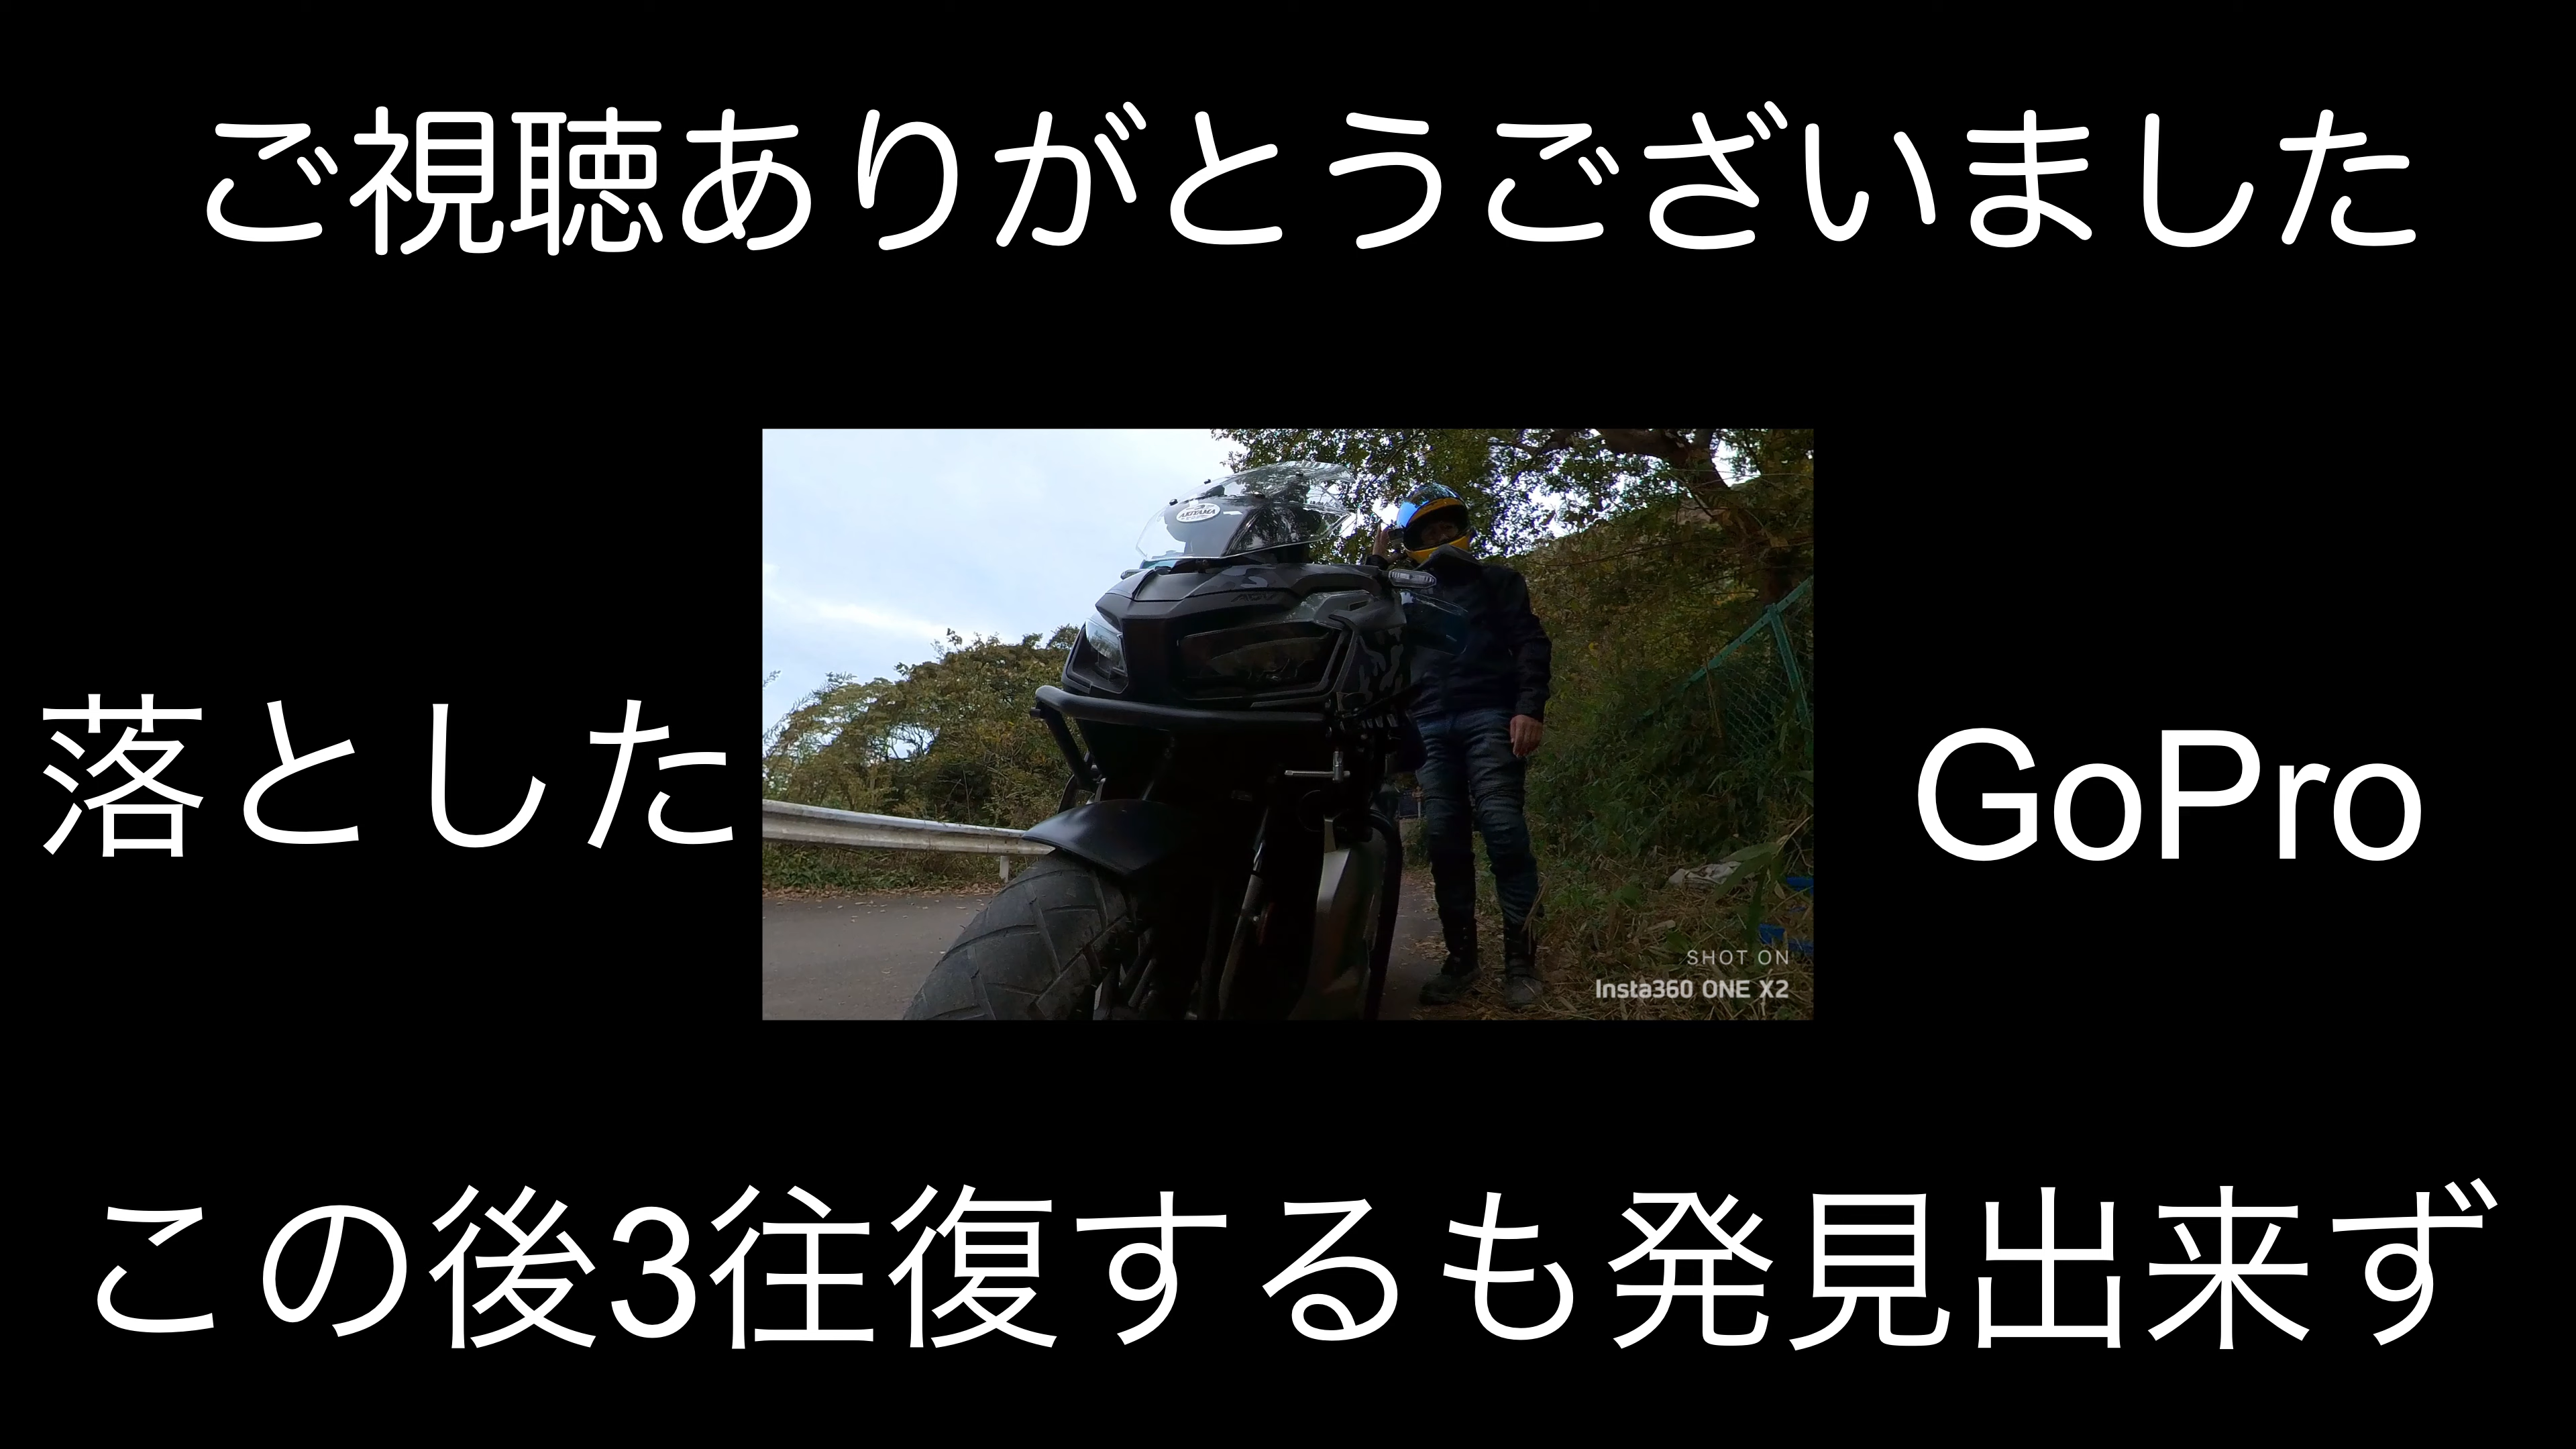 ご視聴ありがとうございました
ADV
落とした
GoPro
SHOT ON
Insta360 ONE X2
この後3往復するも発見出来ず